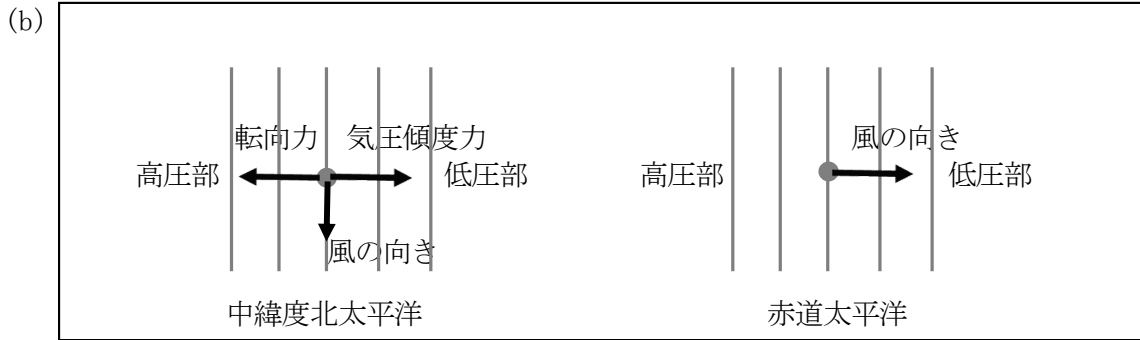 (b)
転向力 気圧傾度力
高圧部 低圧部
風の向き
中緯度北太平洋
風の向き
高圧部 低圧部
赤道太平洋